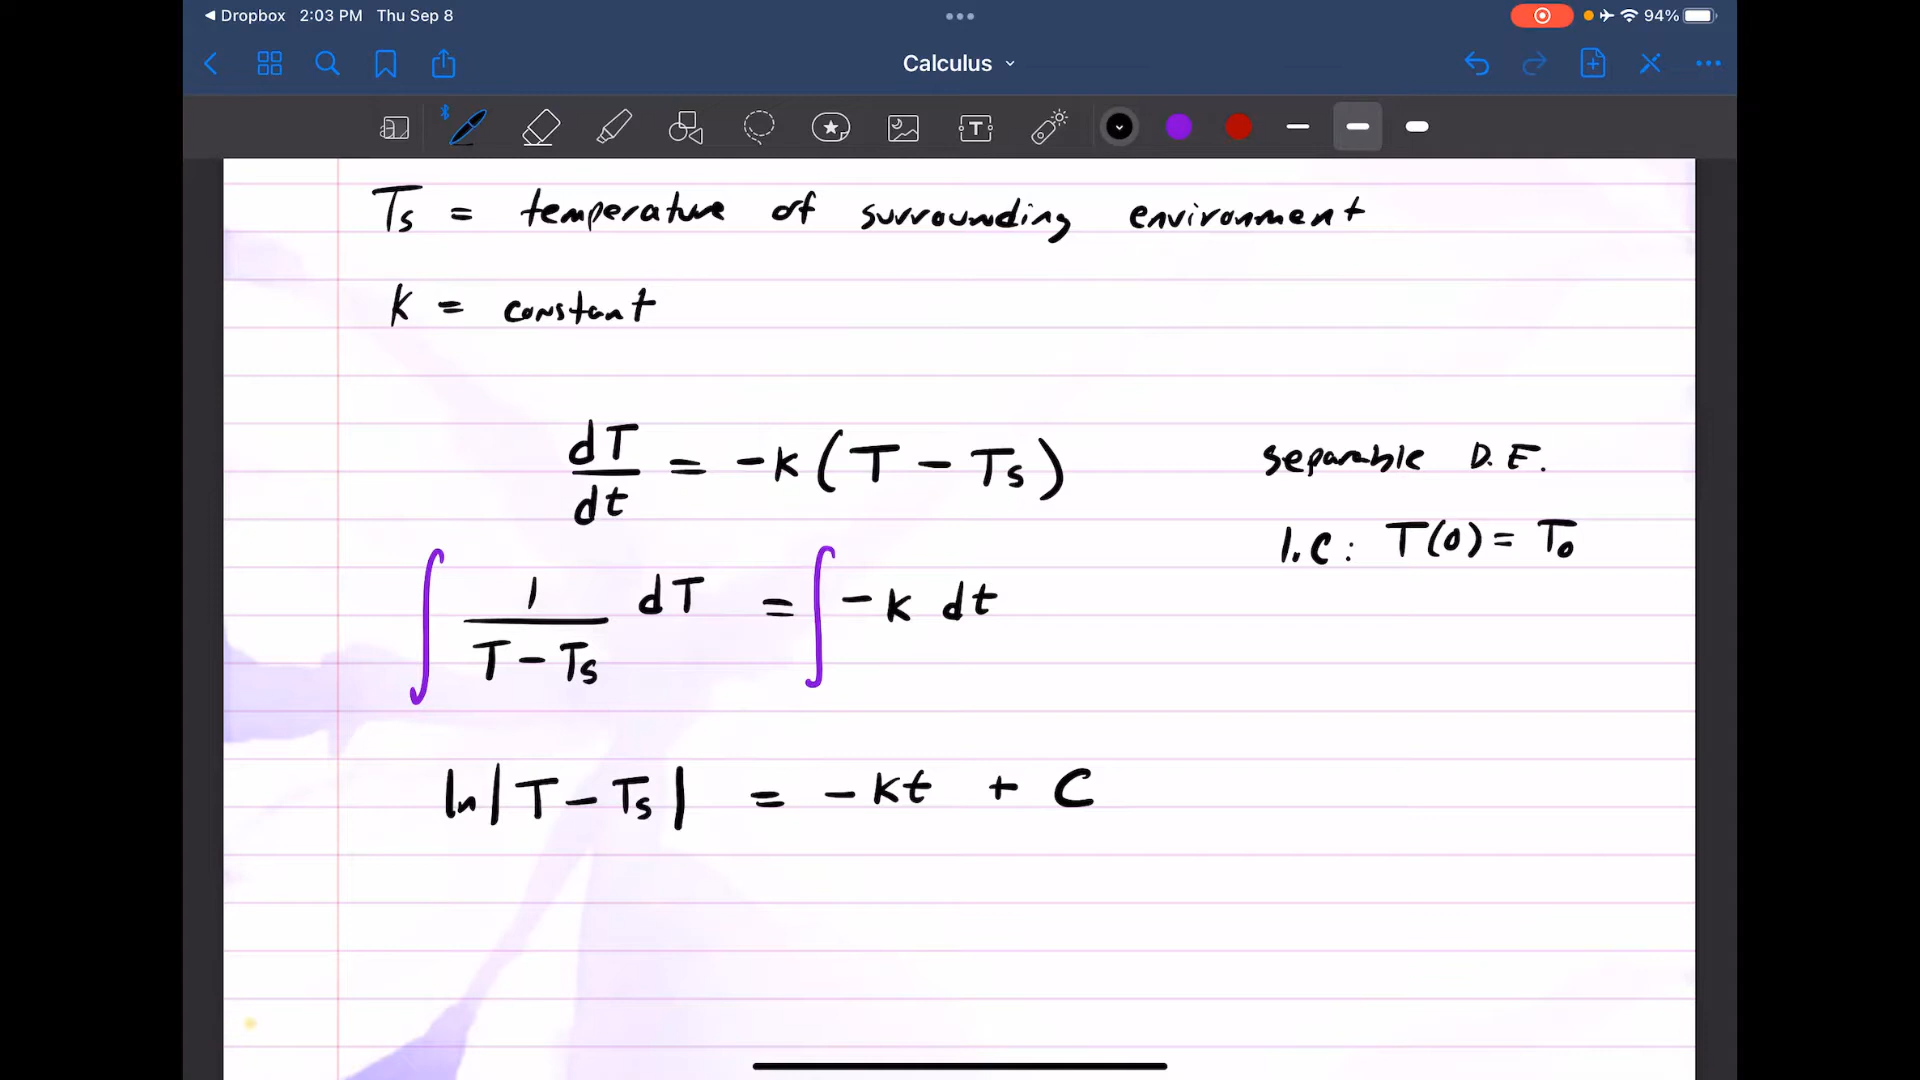 Dropbox 2:03 PM Thu Sep 8 94%
Calculus
Ts = temperature of surrounding environment
k = constant
dT/dt = -k(T - Ts) separable D.E.
I.C: T(0) = T₀
∫ 1/(T - Ts) dT = ∫ -k dt
ln|T - Ts| = -kt + C